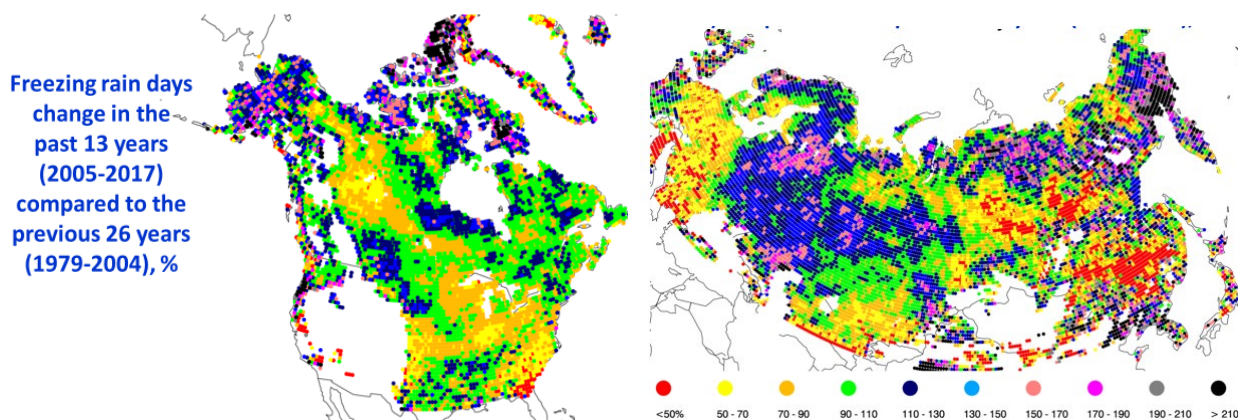 Freezing rain days
change in the
past 13 years
(2005-2017)
compared to the
previous 26 years
(1979-2004), %
<50% 50 - 70 70 - 90 90 - 110 110 - 130 130 - 150 150 - 170 170 - 190 190 - 210 > 210